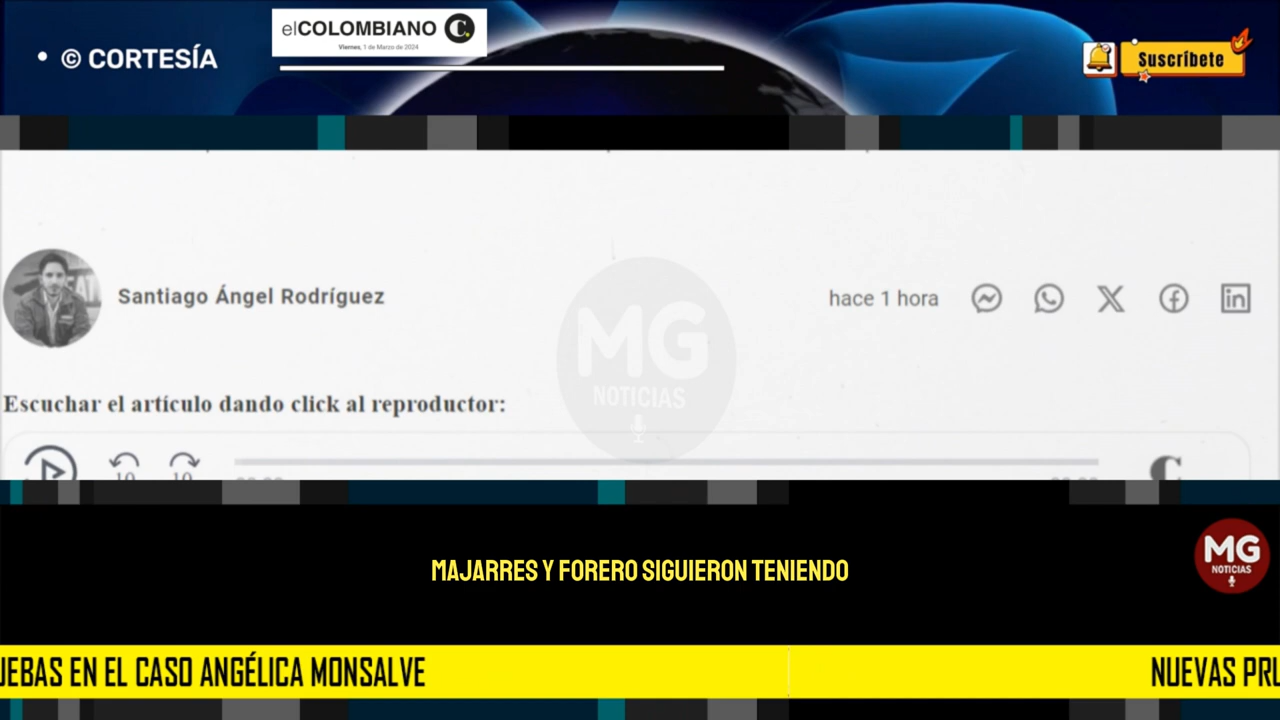 elCOLOMBIANO C.
Viernes, 1 de Marzo de 2024
• © CORTESÍA
Suscríbete
Santiago Ángel Rodríguez
hace 1 hora
MG
NOTICIAS
Escuchar el artículo dando click al reproductor:
10 10
MAJARRES Y FORERO SIGUIERON TENIENDO
MG
NOTICIAS
UEBAS EN EL CASO ANGÉLICA MONSALVE
NUEVAS PRU